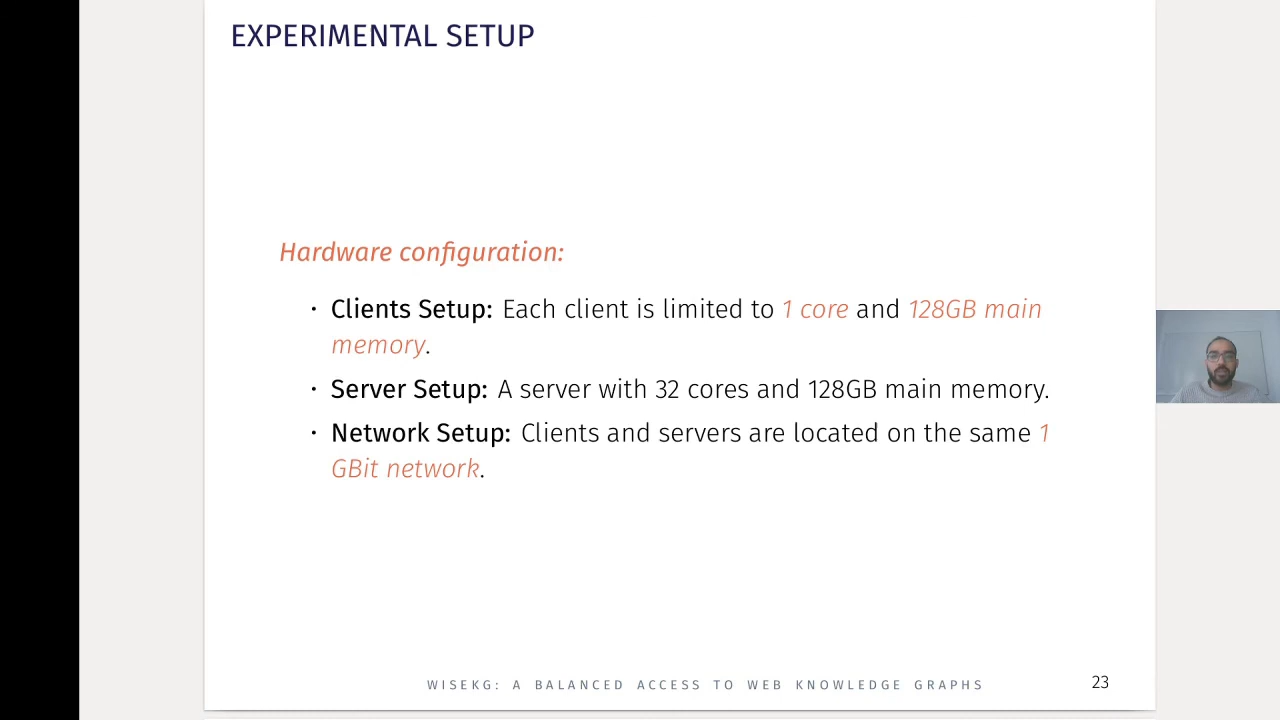 EXPERIMENTAL SETUP
Hardware configuration:
· Clients Setup: Each client is limited to 1 core and 128GB main
memory.
· Server Setup: A server with 32 cores and 128GB main memory.
· Network Setup: Clients and servers are located on the same 1
GBit network.
WISEKG: A BALANCED ACCESS TO WEB KNOWLEDGE GRAPHS
23